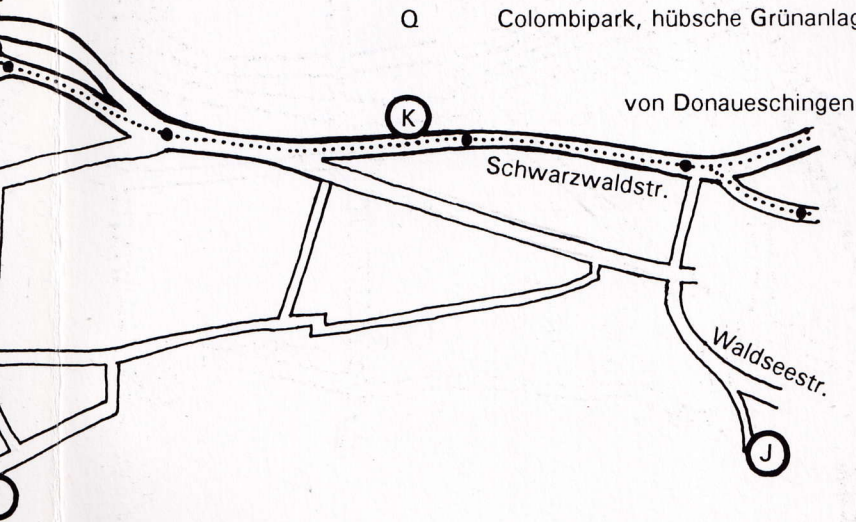 Q Colombipark, hübsche Grünanlag
von Donaueschingen
K
Schwarzwaldstr.
Waldseestr.
J